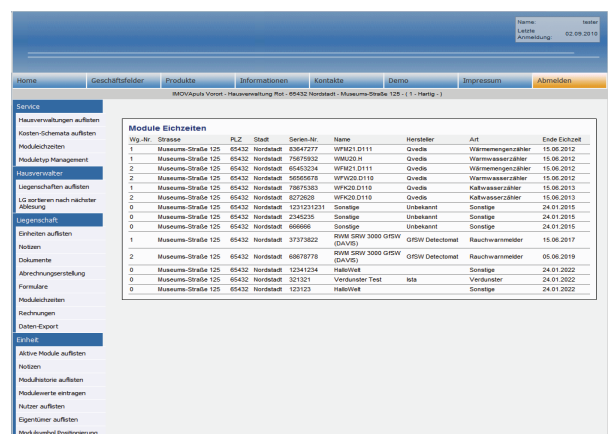 Name: tester
Letzte Anmeldung: 02.09.2010
Home Geschäftsfelder Produkte Informationen Kontakte Demo Impressum Abmelden
IMOVApuls Vorort - Hausverwaltung Rot - 65432 Nordstadt - Museums-Straße 125 - ( 1 - Hertig - )
Service
Hausverwaltungen auflisten
Kosten-Schemata auflisten
Moduleichzeiten
Moduletyp Management
Hausverwalter
Liegenschaften auflisten
LG sortieren nach nächster
Ablesung
Liegenschaft
Einheiten auflisten
Notizen
Dokumente
Abrechnungserstellung
Formulare
Moduleichzeiten
Rechnungen
Daten-Export
Einheit
Aktive Module auflisten
Notizen
Modulhistorie auflisten
Modulewerte eintragen
Nutzer auflisten
Eigentümer auflisten
Modulsymbol Positionierung
Module Eichzeiten
Wg.-Nr. Strasse PLZ Stadt Serien-Nr. Name Hersteller Art Ende Eichzeit
1 Museums-Straße 125 65432 Nordstadt 83647277 WFM21.D111 Qvedis Wärmemengenzähler 15.06.2012
1 Museums-Straße 125 65432 Nordstadt 75675932 WMU20.H Qvedis Warmwasserzähler 15.06.2012
2 Museums-Straße 125 65432 Nordstadt 65453234 WFM21.D111 Qvedis Wärmemengenzähler 15.06.2012
2 Museums-Straße 125 65432 Nordstadt 56565678 WFW20.D110 Qvedis Warmwasserzähler 15.06.2012
1 Museums-Straße 125 65432 Nordstadt 78675383 WFK20.D110 Qvedis Kaltwasserzähler 15.06.2013
2 Museums-Straße 125 65432 Nordstadt 8272628 WFK20.D110 Qvedis Kaltwasserzähler 15.06.2013
0 Museums-Straße 125 65432 Nordstadt 1231231231 Sonstige Unbekannt Sonstige 24.01.2015
0 Museums-Straße 125 65432 Nordstadt 2345235 Sonstige Unbekannt Sonstige 24.01.2015
0 Museums-Straße 125 65432 Nordstadt 666666 Sonstige Unbekannt Sonstige 24.01.2015
1 Museums-Straße 125 65432 Nordstadt 37373822 RWM SRW 3000 GfSW (DAVIS) GfSW Detectomat Rauchwarnmelder 15.06.2017
2 Museums-Straße 125 65432 Nordstadt 68678778 RWM SRW 3000 GfSW (DAVIS) GfSW Detectomat Rauchwarnmelder 05.06.2019
0 Museums-Straße 125 65432 Nordstadt 12341234 HalloWelt Sonstige 24.01.2022
0 Museums-Straße 125 65432 Nordstadt 321321 Verdunster Test Ista Verdunster 24.01.2022
0 Museums-Straße 125 65432 Nordstadt 123123 HalloWelt Sonstige 24.01.2022